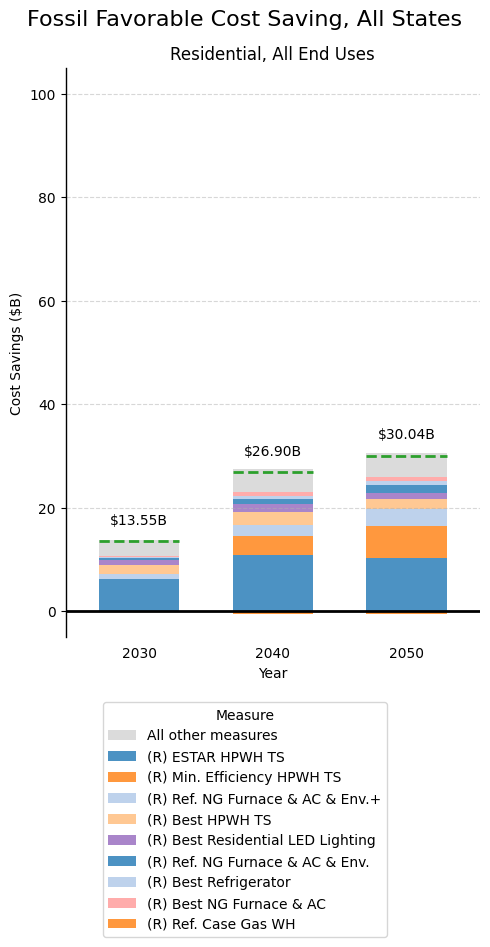 Fossil Favorable Cost Saving, All States
Residential, All End Uses
100
80
60
40
20
0
Cost Savings ($B)
$13.55B
$26.90B
$30.04B
2030
2040
2050
Year
Measure
All other measures
(R) ESTAR HPWH TS
(R) Min. Efficiency HPWH TS
(R) Ref. NG Furnace & AC & Env.+
(R) Best HPWH TS
(R) Best Residential LED Lighting
(R) Ref. NG Furnace & AC & Env.
(R) Best Refrigerator
(R) Best NG Furnace & AC
(R) Ref. Case Gas WH